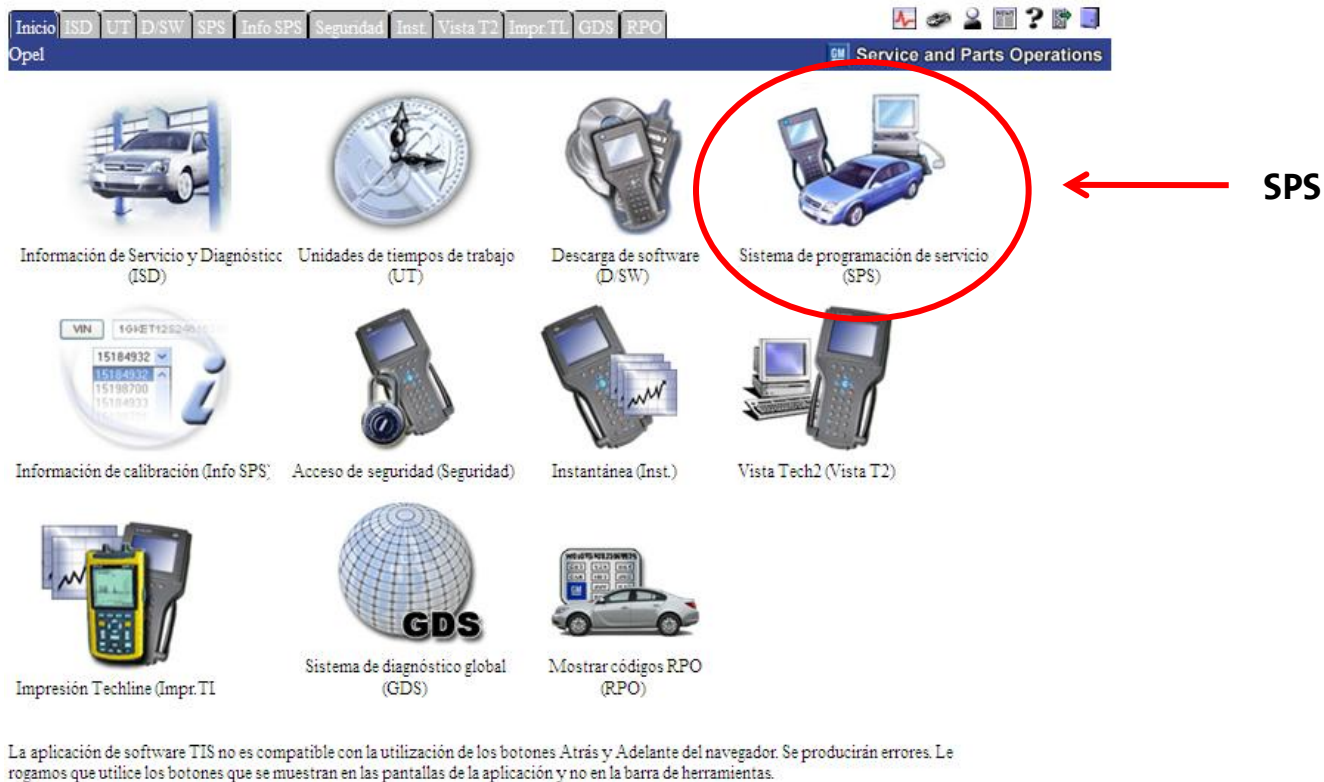 Inicio ISD UT D/SW SPS Info SPS Seguridad Inst. Vista T2 Impr.TL GDS RPO
Opel
GM Service and Parts Operations
SPS
Información de Servicio y Diagnóstic
(ISD)
Unidades de tiempos de trabajo
(UT)
Descarga de software
(D/SW)
Sistema de programación de servicio
(SPS)
VIN
15184932
15184932
15198700
15184933
Información de calibración (Info SPS)
Acceso de seguridad (Seguridad)
Instantánea (Inst.)
Vista Tech2 (Vista T2)
GDS
GM
Impresión Techline (Impr.TL
Sistema de diagnóstico global
(GDS)
Mostrar códigos RPO
(RPO)
La aplicación de software TIS no es compatible con la utilización de los botones Atrás y Adelante del navegador. Se producirán errores. Le
rogamos que utilice los botones que se muestran en las pantallas de la aplicación y no en la barra de herramientas.